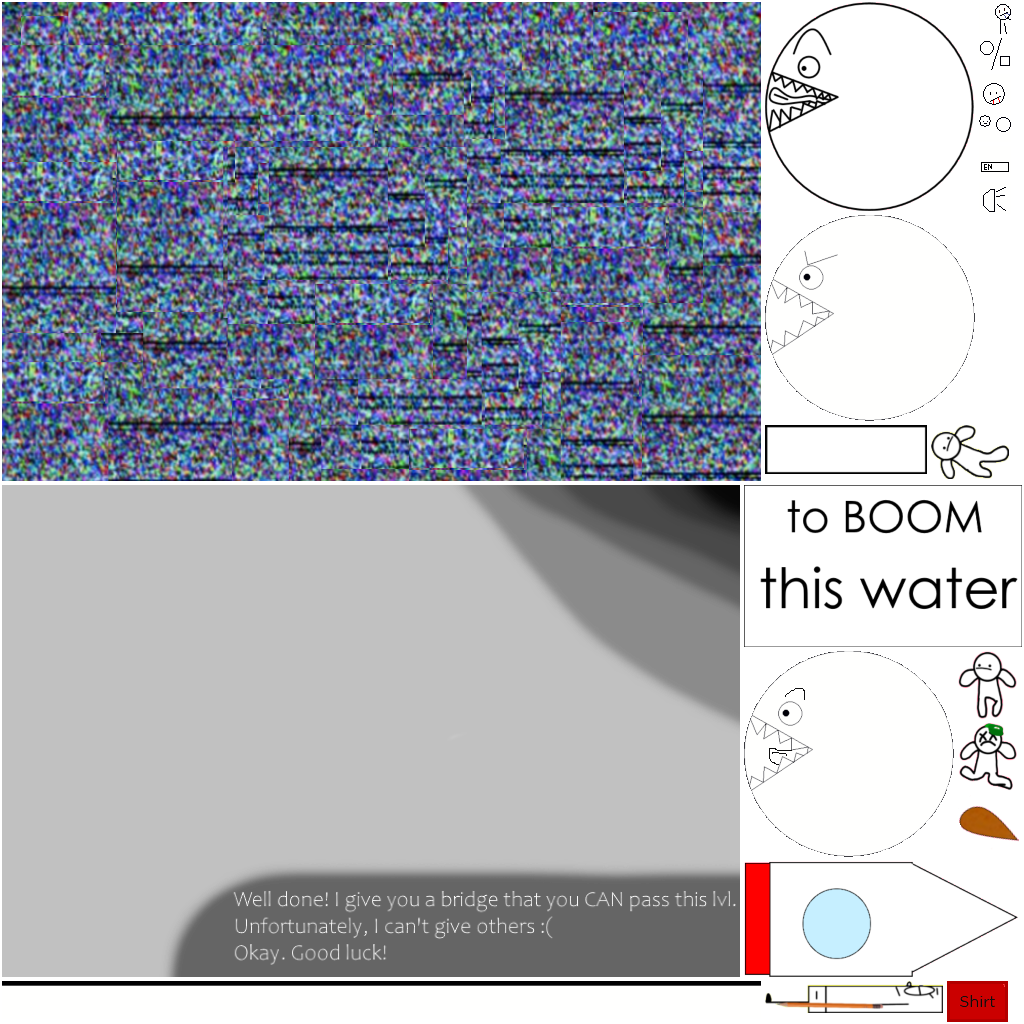 EN
to BOOM
this water
Well done! I give you a bridge that you CAN pass this lvl.
Unfortunately, I can't give others :(
Okay. Good luck!
Shirt